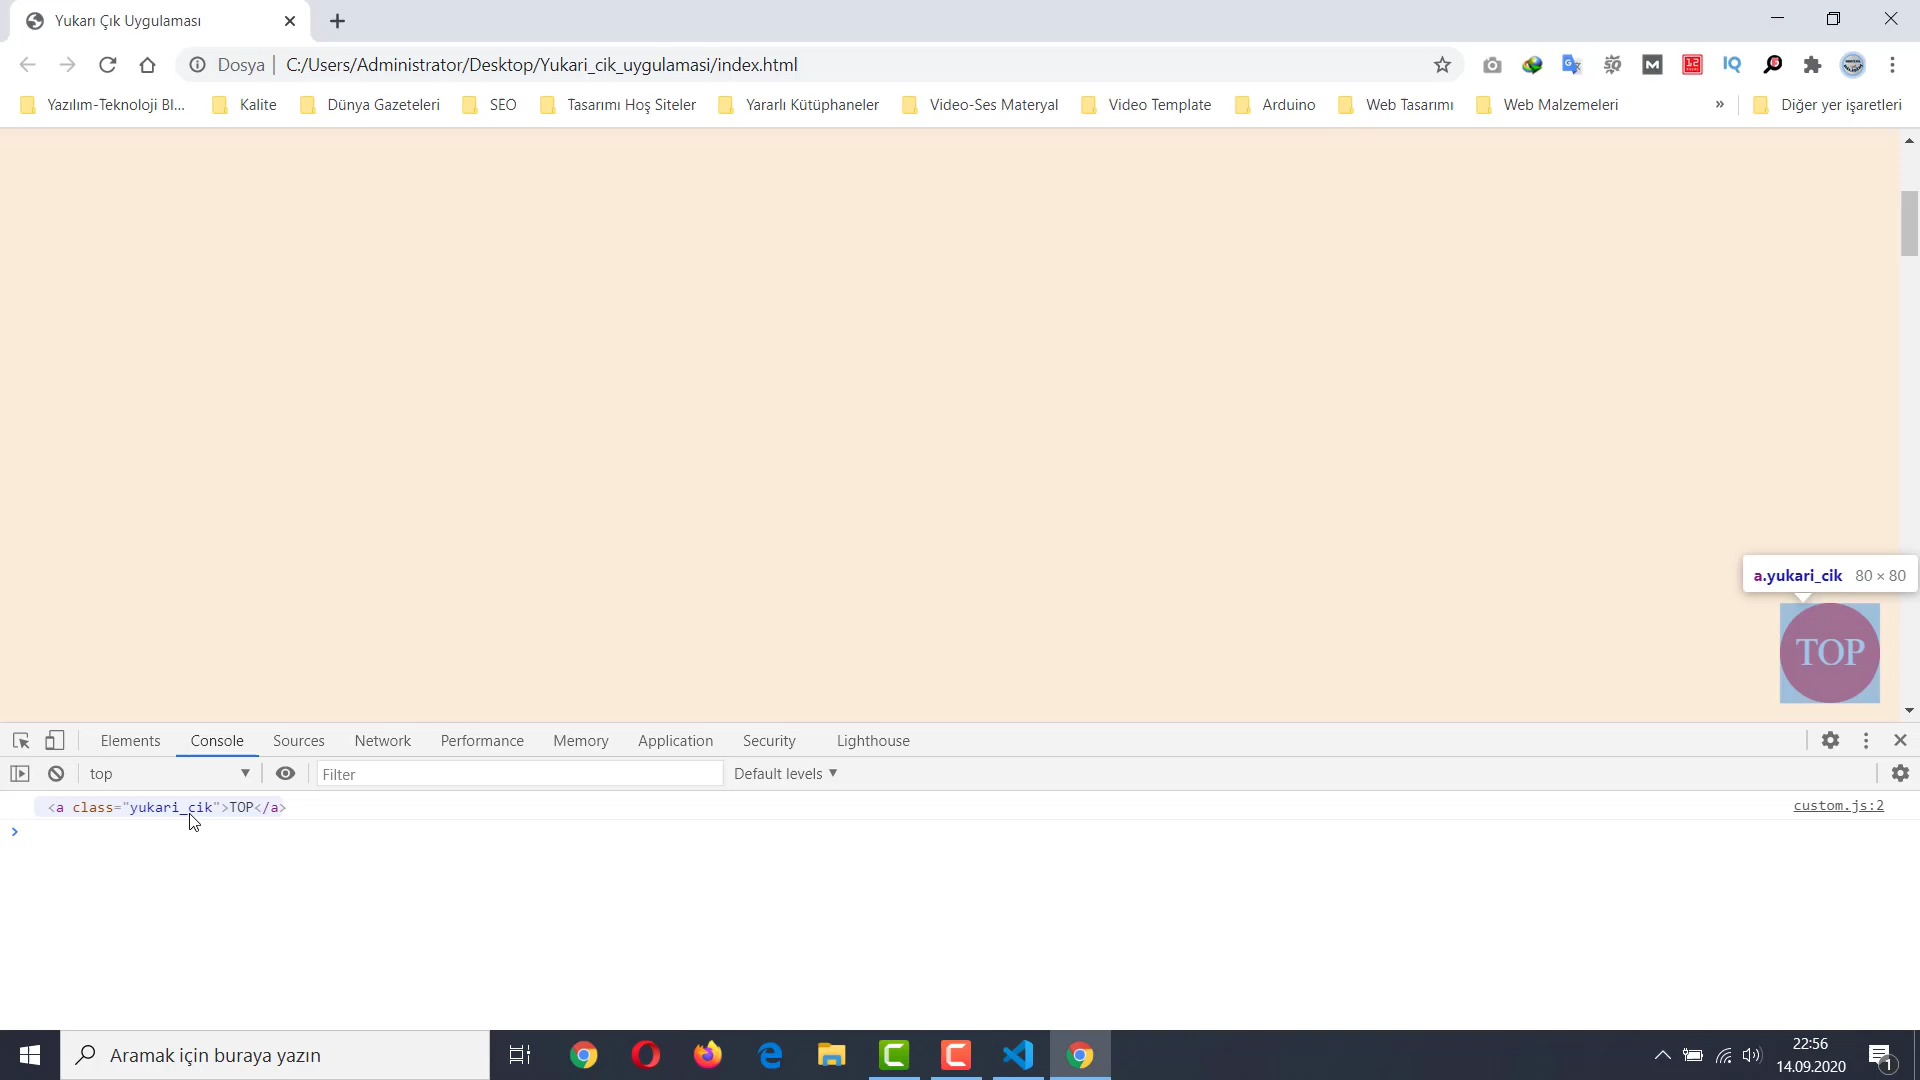 Yukarı Çık Uygulaması
Dosya | C:/Users/Administrator/Desktop/Yukari_cik_uygulamasi/index.html
Yazılım-Teknoloji Bl... Kalite Dünya Gazeteleri SEO Tasarımı Hoş Siteler Yararlı Kütüphaneler Video-Ses Materyal Video Template Arduino Web Tasarımı Web Malzemeleri » Diğer yer işaretleri
a.yukari_cik 80 × 80
TOP
Elements Console Sources Network Performance Memory Application Security Lighthouse
top Filter Default levels
<a class="yukari_cik">TOP</a> custom.js:2
Aramak için buraya yazın
22:56
14.09.2020
1